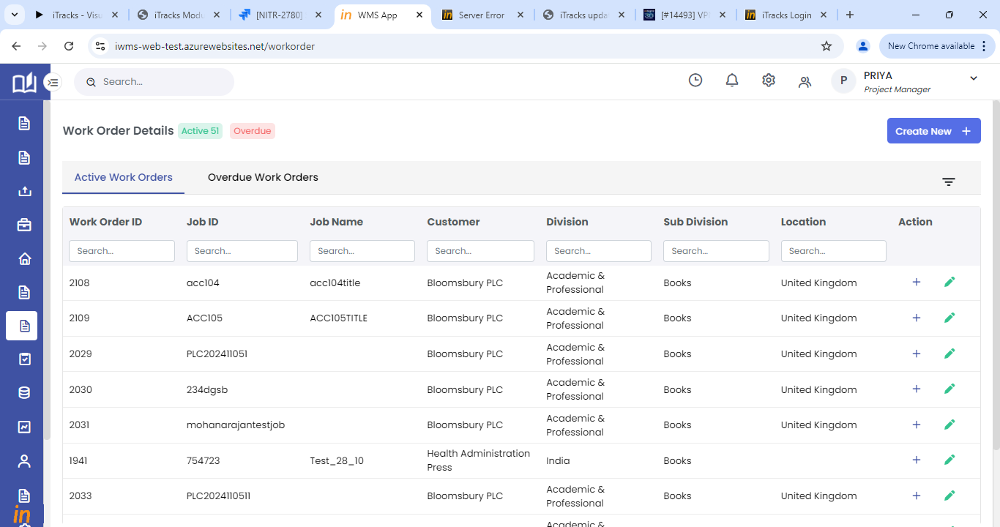 iTracks - Visu
iTracks Modu
[NITR-2780]
WMS App
Server Error
iTracks upda
[#14493] VPN
iTracks Login
iwms-web-test.azurewebsites.net/workorder
New Chrome available
Search...
P
PRIYA
Project Manager
Work Order Details
Active 51
Overdue
Create New +
Active Work Orders
Overdue Work Orders
Work Order ID Job ID Job Name Customer Division Sub Division Location Action
Search... Search... Search... Search... Search... Search... Search...
2108 acc104 acc104title Bloomsbury PLC Academic & Professional Books United Kingdom
2109 ACC105 ACC105TITLE Bloomsbury PLC Academic & Professional Books United Kingdom
2029 PLC202411051 Bloomsbury PLC Academic & Professional Books United Kingdom
2030 234dgsb Bloomsbury PLC Academic & Professional Books United Kingdom
2031 mohanarajantestjob Bloomsbury PLC Academic & Professional Books United Kingdom
1941 754723 Test_28_10 Health Administration Press India Books
2033 PLC2024110511 Bloomsbury PLC Academic & Professional Books United Kingdom
Academic &
in